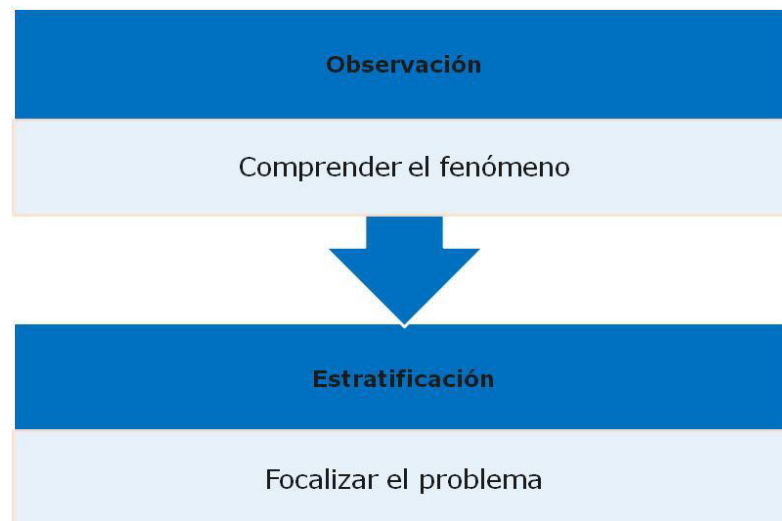 Observación
Comprender el fenómeno
Estratificación
Focalizar el problema